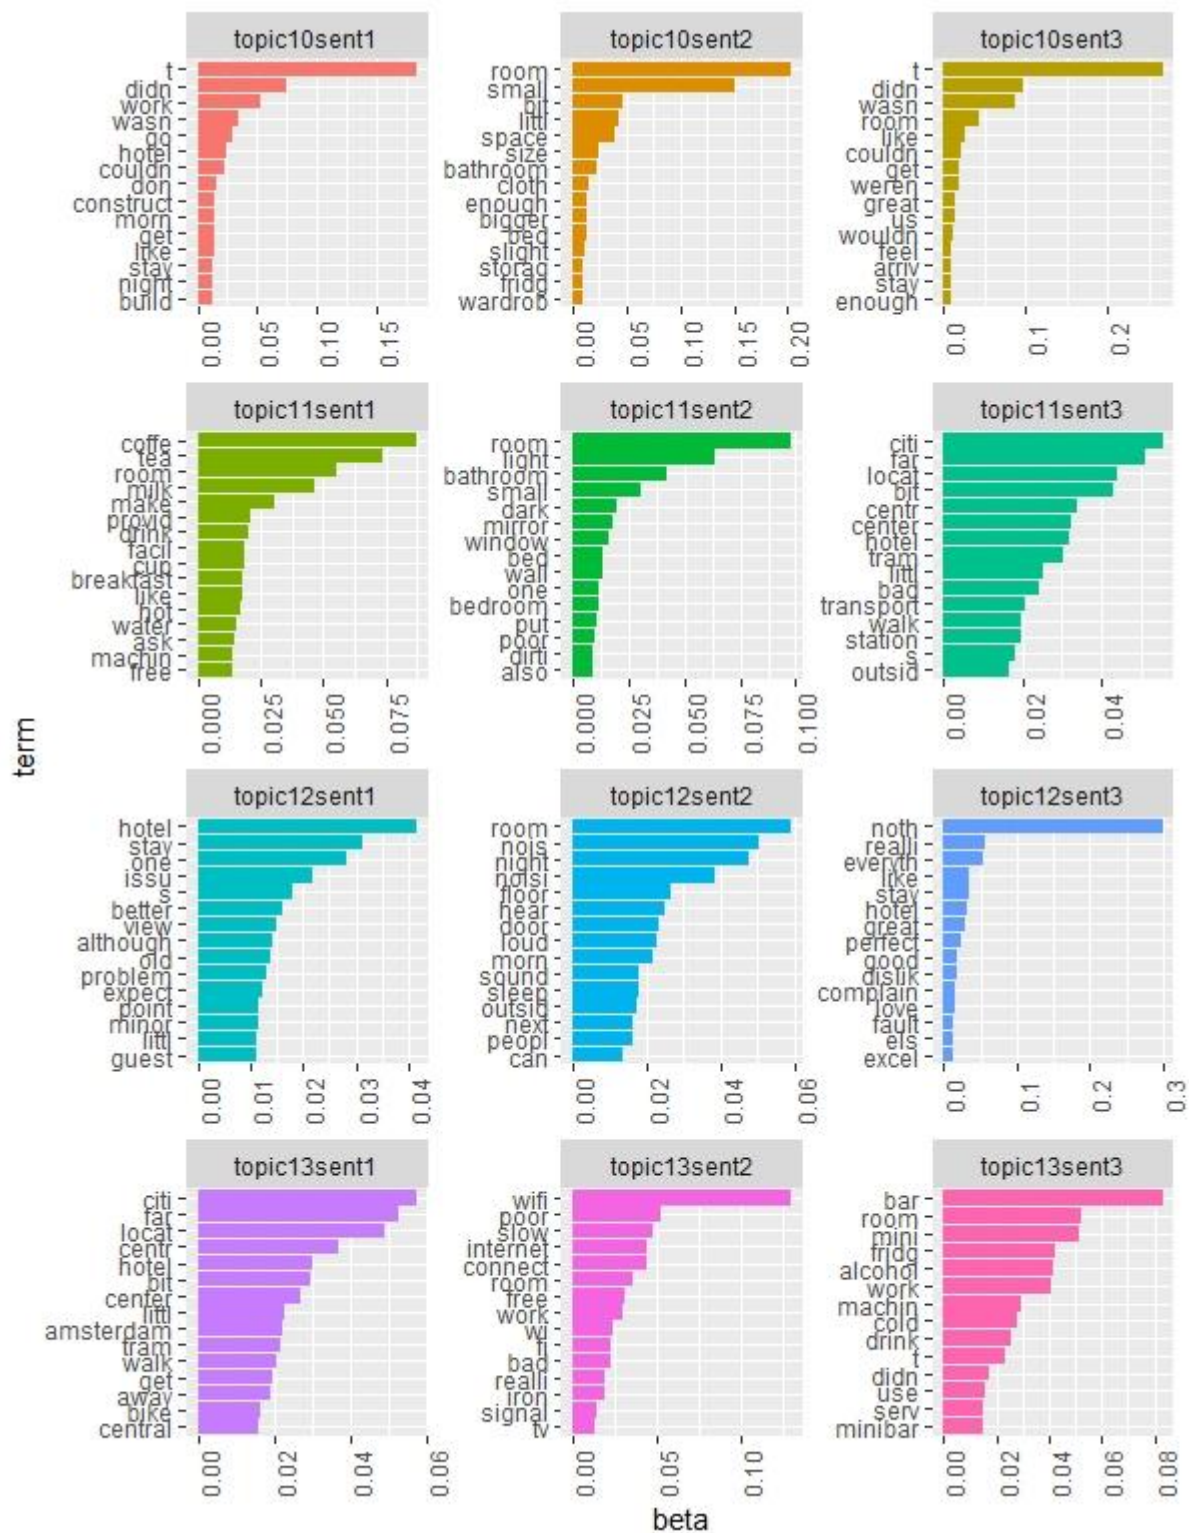 topic10sent1
t
didn
work
wasn
go
hotel
couldn
don
construct
morn
get
like
stay
night
build
0.00
0.05
0.10
0.15
topic10sent2
room
small
bit
littl
space
size
bathroom
cloth
enough
bigger
bed
slight
storag
fridg
wardrob
0.00
0.05
0.10
0.15
0.20
topic10sent3
t
didn
wasn
room
like
couldn
get
weren
great
us
wouldn
feel
arriv
stay
enough
0.0
0.1
0.2
topic11sent1
coffe
tea
room
milk
make
provid
drink
facil
cup
breakfast
like
hot
water
ask
machin
free
0.000
0.025
0.050
0.075
topic11sent2
room
light
bathroom
small
dark
mirror
window
bed
wall
one
bedroom
put
poor
dirti
also
0.000
0.025
0.050
0.075
0.100
topic11sent3
citi
far
locat
bit
centr
center
hotel
tram
littl
bad
transport
walk
station
s
outsid
0.00
0.02
0.04
term
topic12sent1
hotel
stay
one
issu
s
better
view
although
old
problem
expect
point
minor
littl
guest
0.00
0.01
0.02
0.03
0.04
topic12sent2
room
nois
night
noisi
floor
hear
door
loud
morn
sound
sleep
outsid
next
peopl
can
0.00
0.02
0.04
0.06
topic12sent3
noth
realli
everyth
like
stay
hotel
great
perfect
good
dislik
complain
love
fault
els
excel
0.0
0.1
0.2
0.3
topic13sent1
citi
far
locat
centr
hotel
bit
center
littl
amsterdam
tram
walk
get
away
bike
central
0.00
0.02
0.04
0.06
topic13sent2
wifi
poor
slow
internet
connect
room
free
work
wi
fi
bad
realli
iron
signal
tv
0.00
0.05
0.10
topic13sent3
bar
room
mini
fridg
alcohol
work
machin
cold
drink
t
didn
use
serv
minibar
0.00
0.02
0.04
0.06
0.08
beta